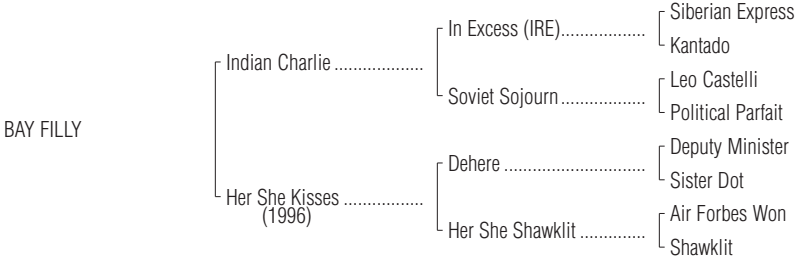 Siberian Express
In Excess (IRE)..................
Kantado
Indian Charlie ...................
Leo Castelli
Soviet Sojourn..................
Political Parfait
BAY FILLY
Deputy Minister
Dehere ..............................
Sister Dot
Her She Kisses .................
(1996)
Air Forbes Won
Her She Shawklit ..............
Shawklit